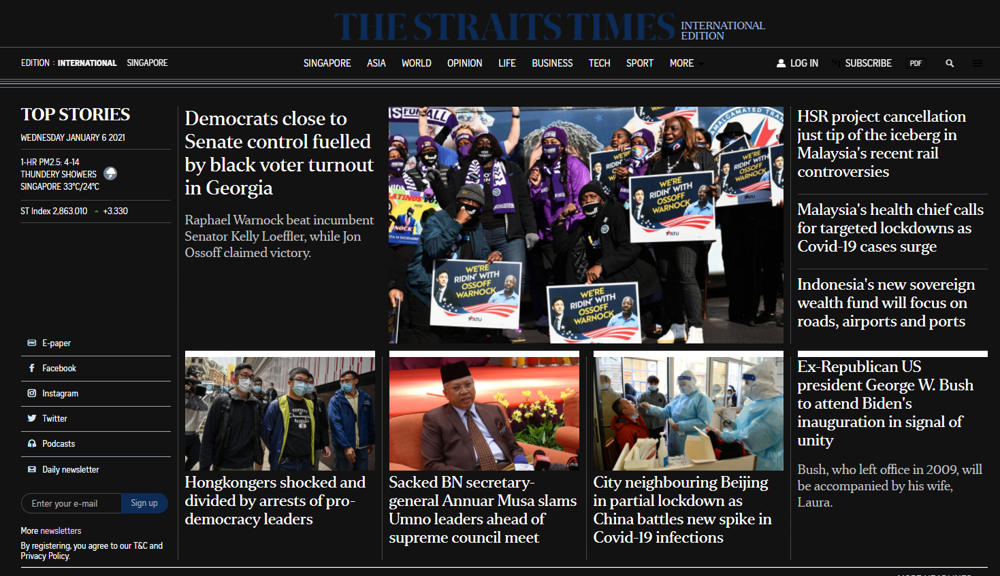 THE STRAITS TIMES
INTERNATIONAL
EDITION
EDITION : INTERNATIONAL SINGAPORE
SINGAPORE ASIA WORLD OPINION LIFE BUSINESS TECH SPORT MORE
LOG IN SUBSCRIBE PDF
TOP STORIES
WEDNESDAY JANUARY 6 2021
1-HR PM2.5: 4-14
THUNDERY SHOWERS
SINGAPORE 33°C/24°C
ST Index 2,863.010 +3.330
E-paper
Facebook
Instagram
Twitter
Podcasts
Daily newsletter
Enter your e-mail Sign up
More newsletters
By registering, you agree to our T&C and
Privacy Policy.
Democrats close to
Senate control fuelled
by black voter turnout
in Georgia
Raphael Warnock beat incumbent
Senator Kelly Loeffler, while Jon
Ossoff claimed victory.
WE'RE
RIDIN' WITH
OSSOFF
WARNOCK
ATU
WE'RE
RIDIN' WITH
OSSOFF
WARNOCK
ATU
WE'RE
RIDIN' WITH
OSSOFF
WARNOCK
HSR project cancellation
just tip of the iceberg in
Malaysia's recent rail
controversies
Malaysia's health chief calls
for targeted lockdowns as
Covid-19 cases surge
Indonesia's new sovereign
wealth fund will focus on
roads, airports and ports
Hongkongers shocked and
divided by arrests of pro-
democracy leaders
Sacked BN secretary-
general Annuar Musa slams
Umno leaders ahead of
supreme council meet
City neighbouring Beijing
in partial lockdown as
China battles new spike in
Covid-19 infections
Ex-Republican US
president George W. Bush
to attend Biden's
inauguration in signal of
unity
Bush, who left office in 2009, will
be accompanied by his wife,
Laura.